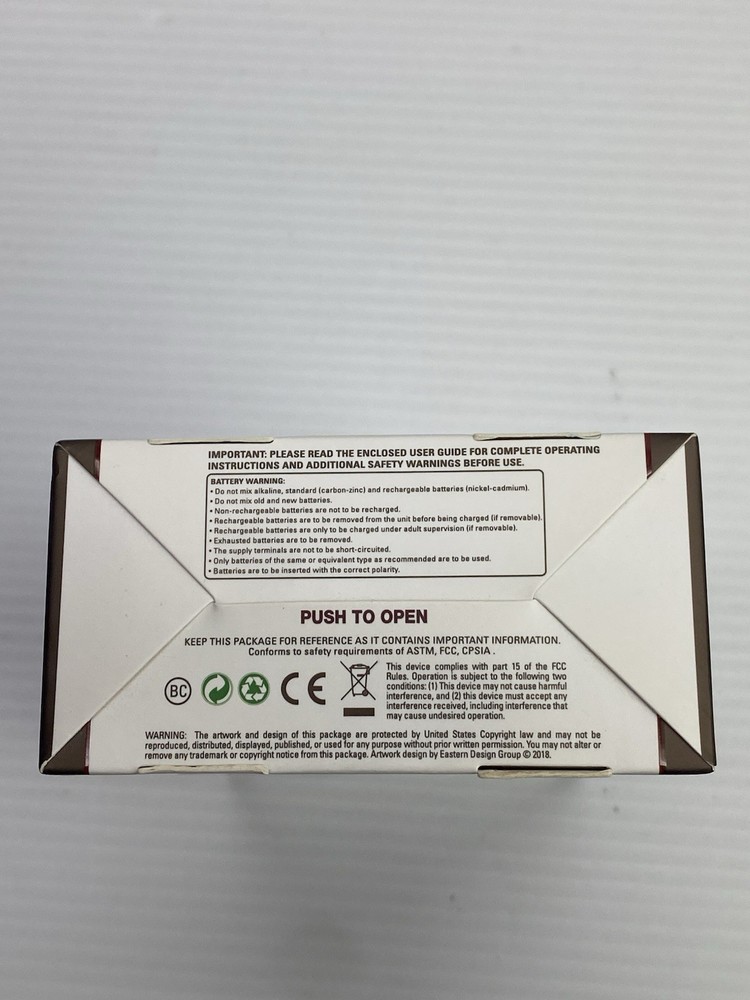 IMPORTANT: PLEASE READ THE ENCLOSED USER GUIDE FOR COMPLETE OPERATING
INSTRUCTIONS AND ADDITIONAL SAFETY WARNINGS BEFORE USE.
BATTERY WARNING:
• Do not mix alkaline, standard (carbon-zinc) and rechargeable batteries (nickel-cadmium).
• Do not mix old and new batteries.
• Non-rechargeable batteries are not to be recharged.
• Rechargeable batteries are to be removed from the unit before being charged (if removable).
• Rechargeable batteries are only to be charged under adult supervision (if removable).
• Exhausted batteries are to be removed.
• The supply terminals are not to be short-circuited.
• Only batteries of the same or equivalent type as recommended are to be used.
• Batteries are to be inserted with the correct polarity.
PUSH TO OPEN
KEEP THIS PACKAGE FOR REFERENCE AS IT CONTAINS IMPORTANT INFORMATION.
Conforms to safety requirements of ASTM, FCC, CPSIA .
BC CE
This device complies with part 15 of the FCC
Rules. Operation is subject to the following two
conditions: (1) This device may not cause harmful
interference, and (2) this device must accept any
interference received, including interference that
may cause undesired operation.
WARNING: The artwork and design of this package are protected by United States Copyright law and may not be
reproduced, distributed, displayed, published, or used for any purpose without prior written permission. You may not alter or
remove any trademark or copyright notice from this package. Artwork design by Eastern Design Group © 2018.